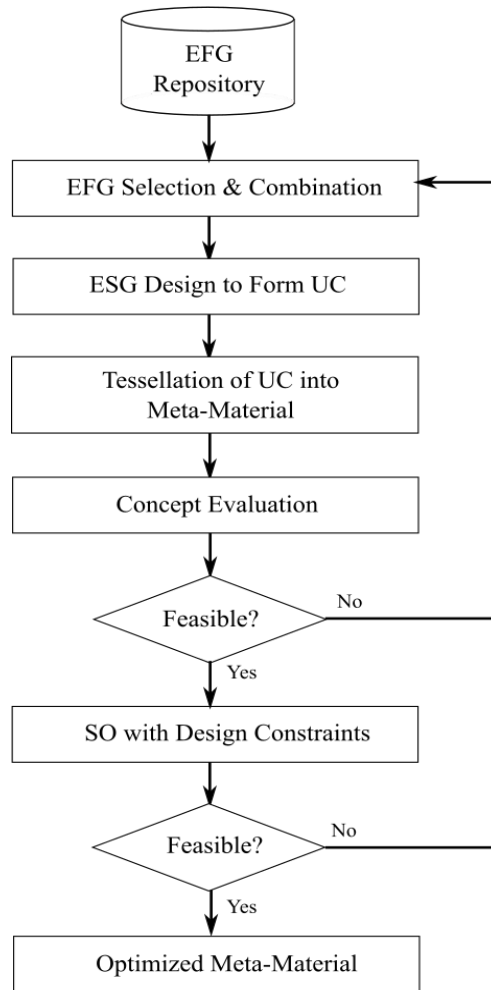 EFG
Repository
EFG Selection & Combination
ESG Design to Form UC
Tessellation of UC into
Meta-Material
Concept Evaluation
Feasible?
No
Yes
SO with Design Constraints
Feasible?
No
Yes
Optimized Meta-Material